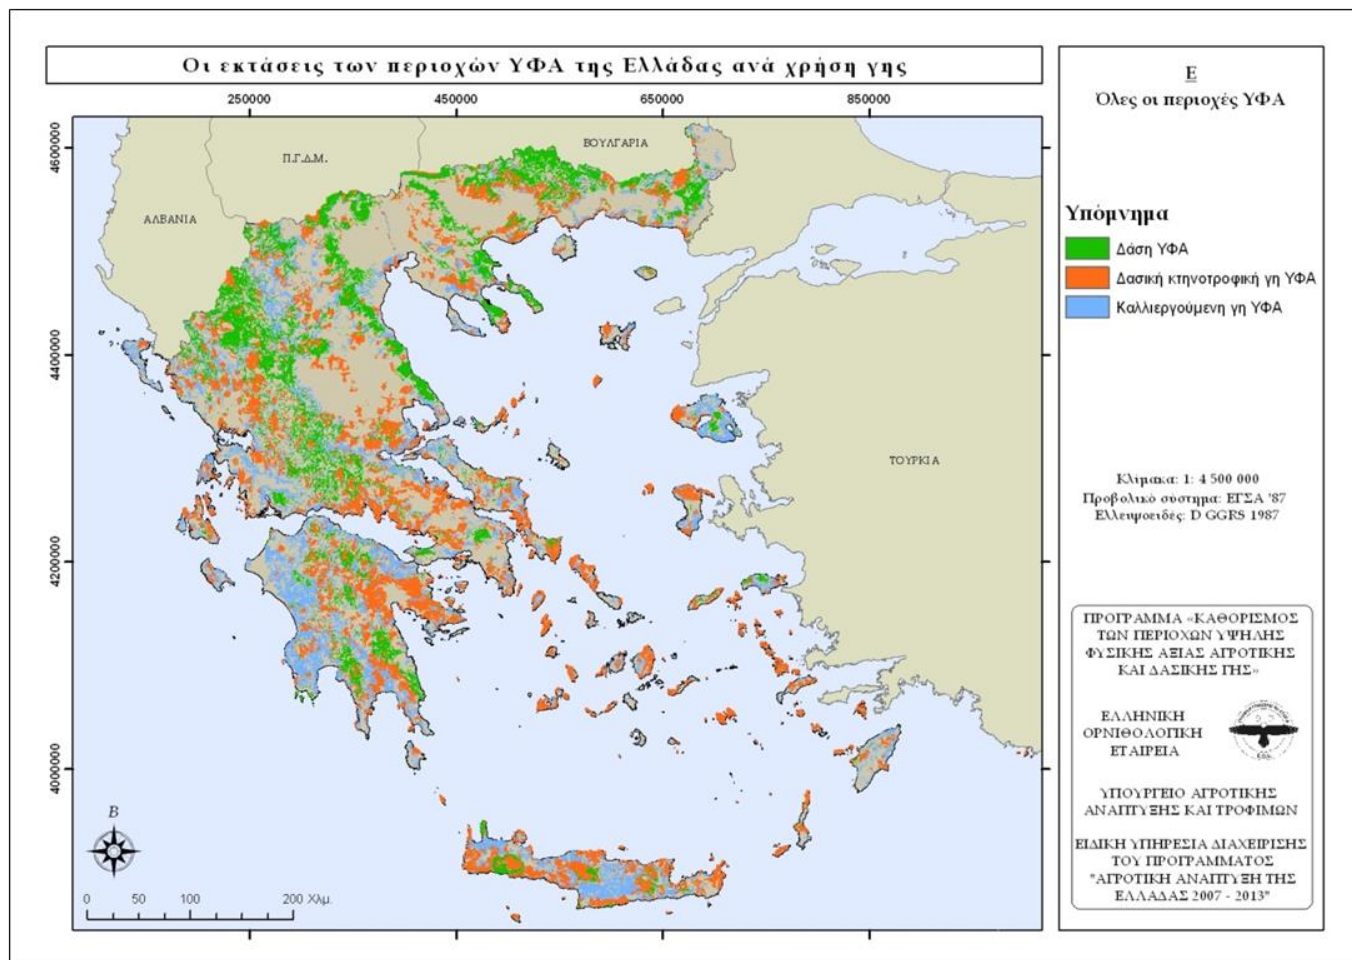 Οι εκτάσεις των περιοχών ΥΦΑ της Ελλάδας ανά χρήση γης
250000
450000
650000
850000
4600000
4400000
4200000
4000000
Π.Γ.Δ.Μ.
ΒΟΥΛΓΑΡΙΑ
ΑΛΒΑΝΙΑ
ΤΟΥΡΚΙΑ
Β
0
50
100
200 Χλμ.
Ε
Όλες οι περιοχές ΥΦΑ
Υπόμνημα
Δάση ΥΦΑ
Δασική κτηνοτροφική γη ΥΦΑ
Καλλιεργούμενη γη ΥΦΑ
Κλίμακα: 1: 4 500 000
Προβολικό σύστημα: ΕΓΣΑ '87
Ελλειψοειδές: D GGRS 1987
ΠΡΟΓΡΑΜΜΑ «ΚΑΘΟΡΙΣΜΟΣ
ΤΩΝ ΠΕΡΙΟΧΩΝ ΥΨΗΛΗΣ
ΦΥΣΙΚΗΣ ΑΞΙΑΣ ΑΓΡΟΤΙΚΗΣ
ΚΑΙ ΔΑΣΙΚΗΣ ΓΗΣ»
ΕΛΛΗΝΙΚΗ
ΟΡΝΙΘΟΛΟΓΙΚΗ
ΕΤΑΙΡΕΙΑ
ΥΠΟΥΡΓΕΙΟ ΑΓΡΟΤΙΚΗΣ
ΑΝΑΠΤΥΞΗΣ ΚΑΙ ΤΡΟΦΙΜΩΝ
ΕΙΔΙΚΗ ΥΠΗΡΕΣΙΑ ΔΙΑΧΕΙΡΙΣΗΣ
ΤΟΥ ΠΡΟΓΡΑΜΜΑΤΟΣ
"ΑΓΡΟΤΙΚΗ ΑΝΑΠΤΥΞΗ ΤΗΣ
ΕΛΛΑΔΑΣ 2007 - 2013"